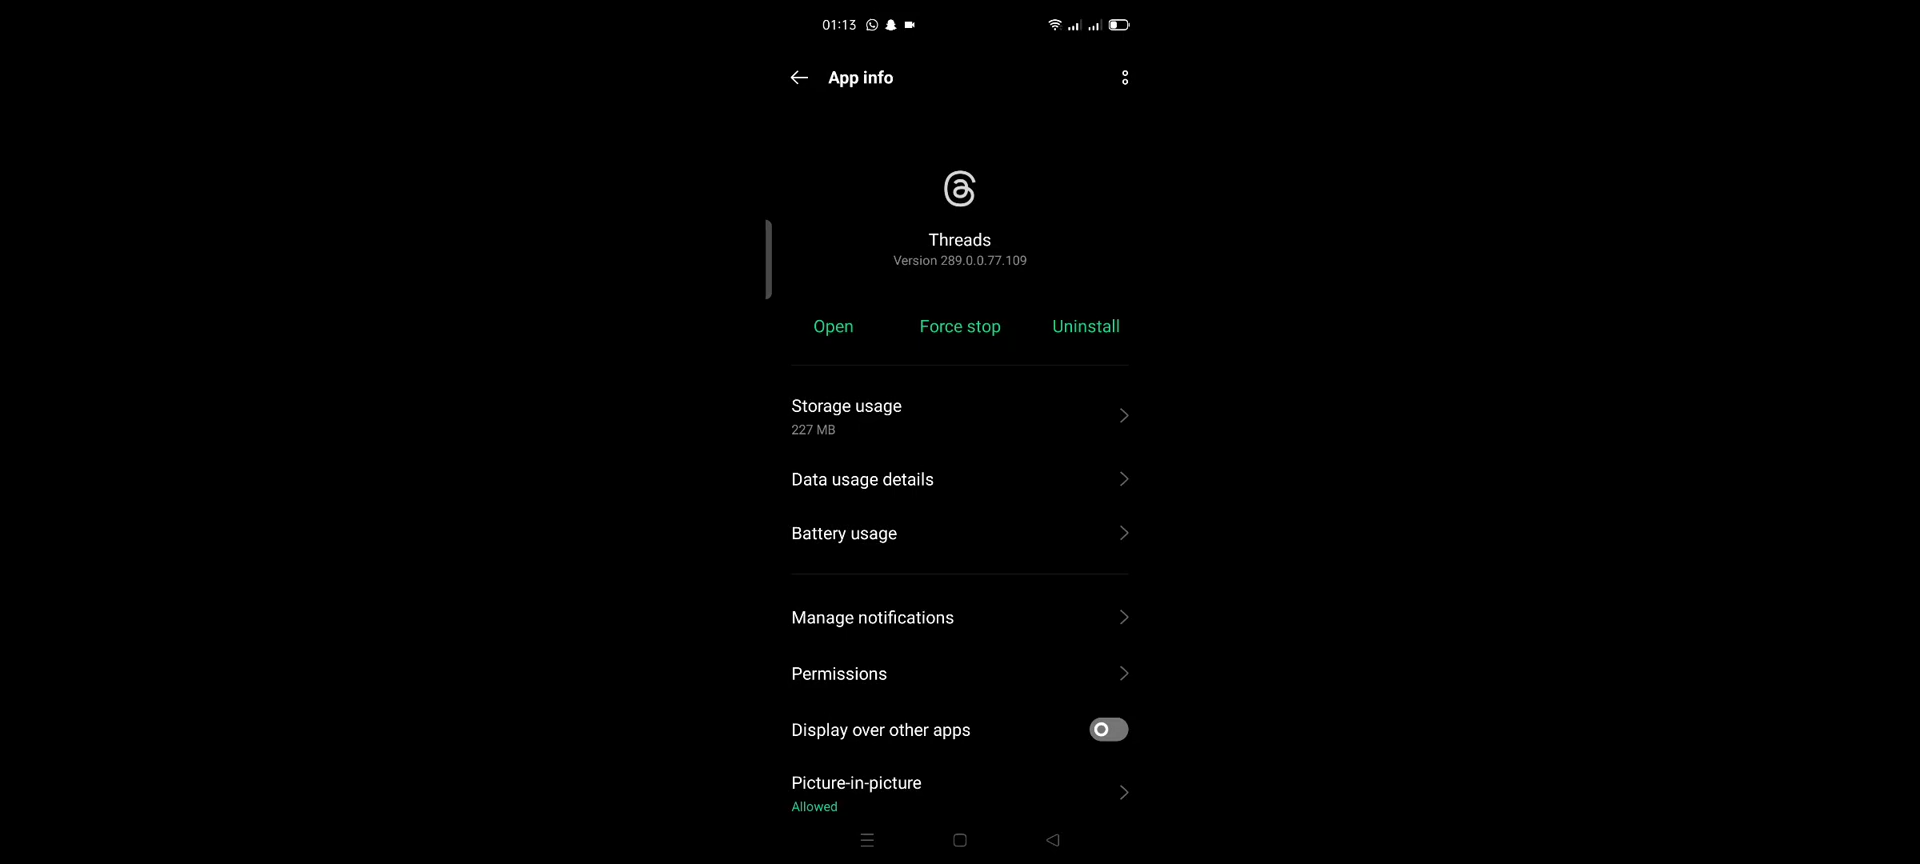 01:13
App info
Threads
Version 289.0.0.77.109
Open Force stop Uninstall
Storage usage
227 MB
Data usage details
Battery usage
Manage notifications
Permissions
Display over other apps
Picture-in-picture
Allowed